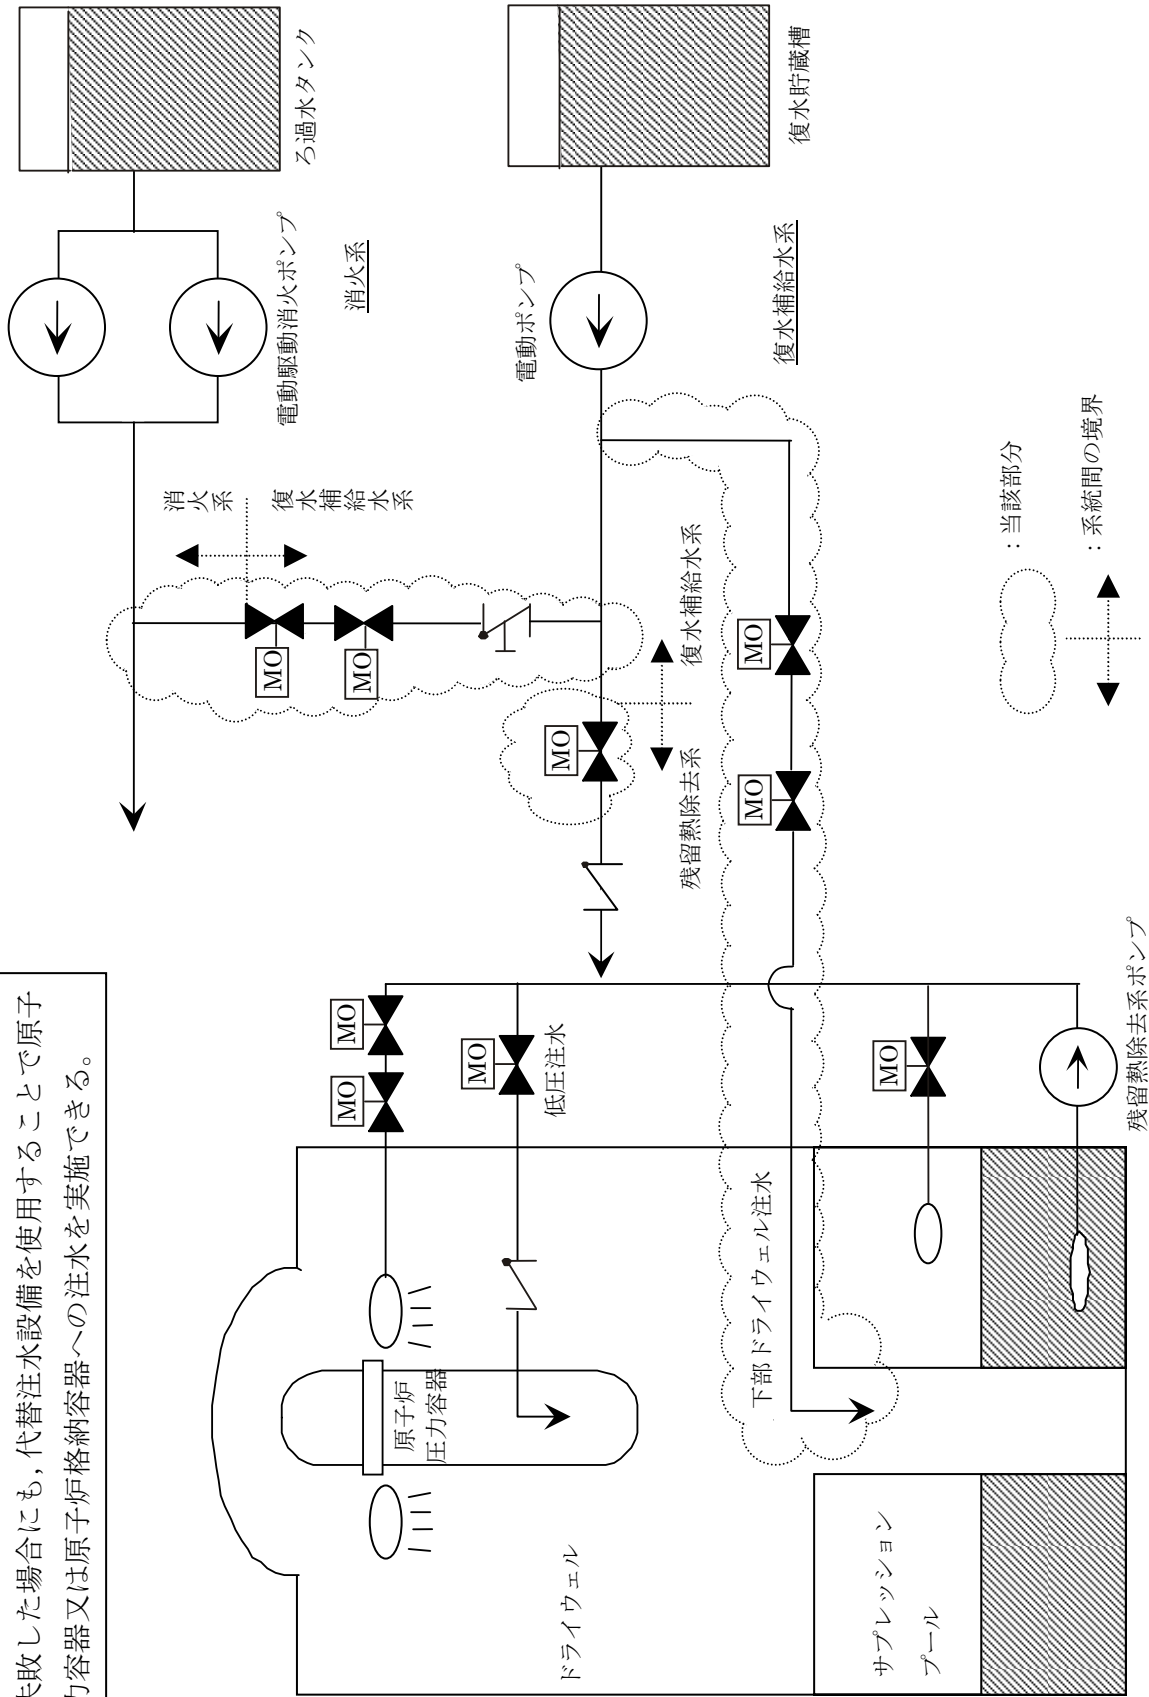 失敗した場合にも，代替注水設備を使用することで原子
力容器又は原子炉格納容器への注水を実施できる。
ろ過水タンク
電動駆動消火ポンプ
消火系
消火系
復水補給水系
MO
MO
復水貯蔵槽
電動ポンプ
復水補給水系
復水補給水系
残留熱除去系
MO
MO
MO
：当該部分
：系統間の境界
MO
MO
MO
低圧注水
MO
残留熱除去系ポンプ
原子炉
圧力容器
下部ドライウェル注水
ドライウェル
サプレッション
プール